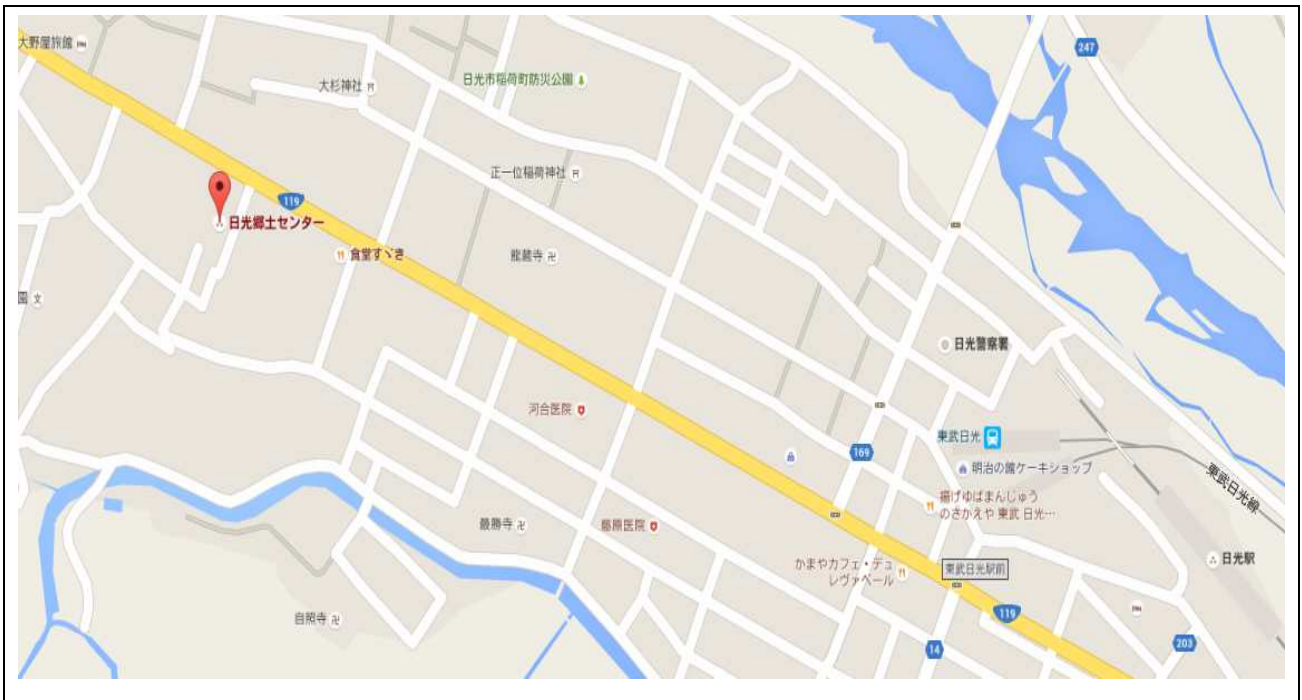 大野屋旅館
247
日光市稲荷町防災公園
大杉神社
正一位稲荷神社
119
日光郷土センター
食堂すゞき
龍蔵寺
園
日光警察署
河合医院
東武日光
169
明治の館ケーキショップ
東武日光線
揚げゆばまんじゅう
のさかえや 東武 日光…
最勝寺
藤原医院
日光駅
かまやカフェ・デュ
レヴァベール
東武日光駅前
119
自照寺
14
203